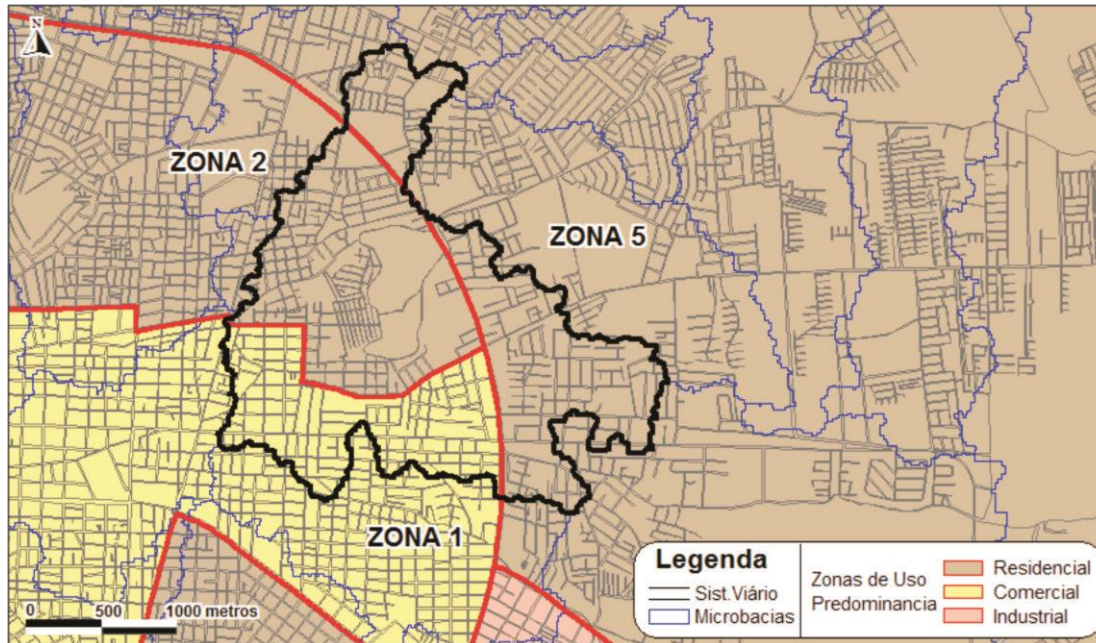 N
ZONA 2
ZONA 5
ZONA 1
0 500 1000 metros
Legenda
Sist.Viário
Microbacias
Zonas de Uso
Predominancia
Residencial
Comercial
Industrial